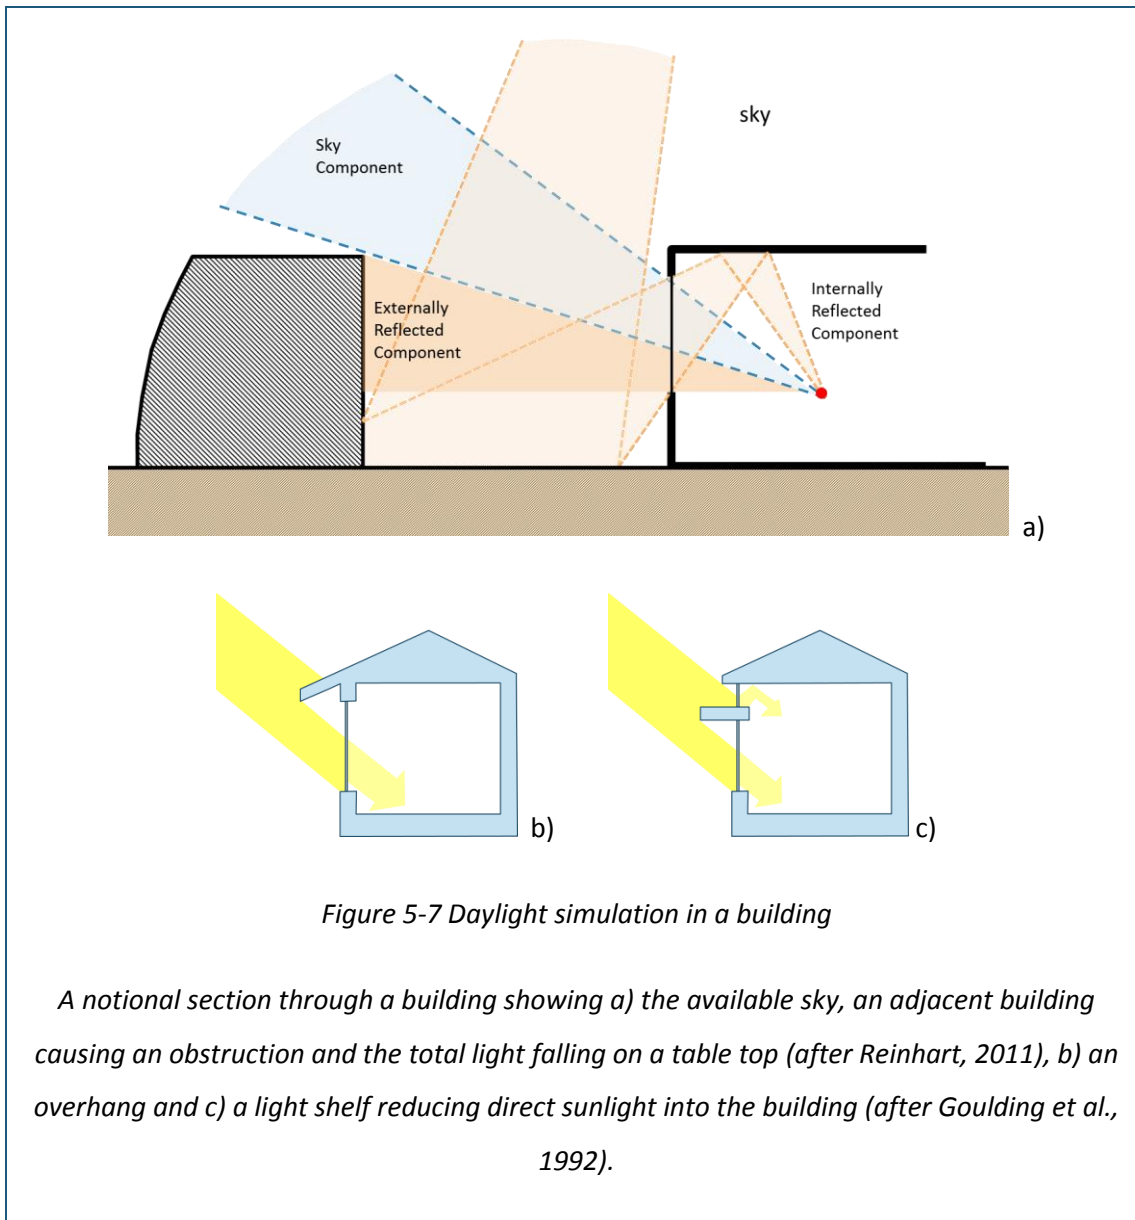 sky
Sky
Component
Externally
Reflected
Component
Internally
Reflected
Component
a)
b)
c)
Figure 5-7 Daylight simulation in a building
A notional section through a building showing a) the available sky, an adjacent building
causing an obstruction and the total light falling on a table top (after Reinhart, 2011), b) an
overhang and c) a light shelf reducing direct sunlight into the building (after Goulding et al.,
1992).